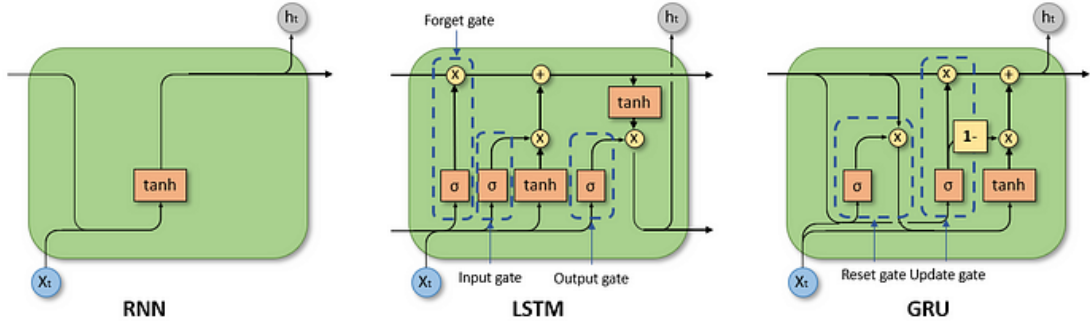 hₜ
tanh
Xₜ
RNN
Forget gate
hₜ
x
+
tanh
x
x
σ
σ
tanh
σ
Input gate
Output gate
Xₜ
LSTM
hₜ
x
+
x
1-
x
σ
σ
tanh
Reset gate
Update gate
Xₜ
GRU